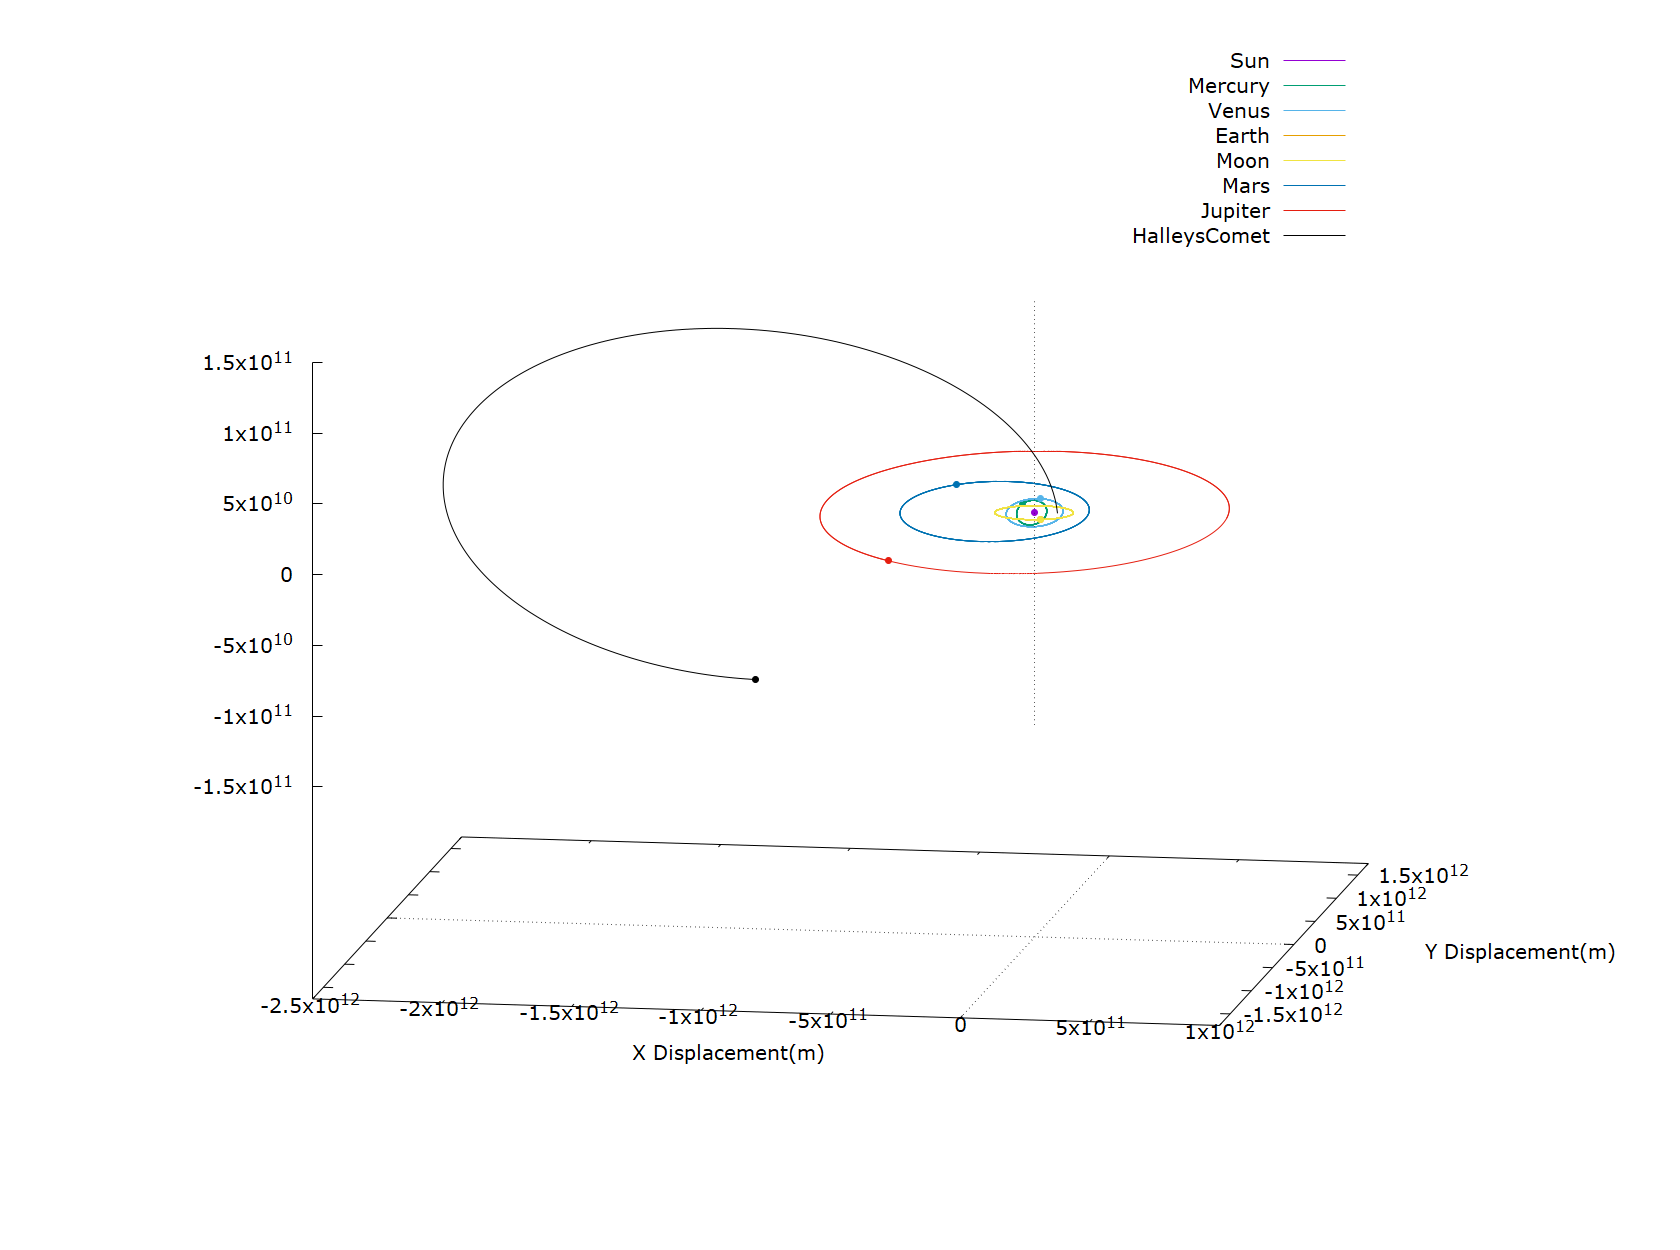 Sun
Mercury
Venus
Earth
Moon
Mars
Jupiter
HalleysComet
1.5x10^11
1x10^11
5x10^10
0
-5x10^10
-1x10^11
-1.5x10^11
1.5x10^12
1x10^12
5x10^11
0
-5x10^11
-1x10^12
-1.5x10^12
Y Displacement(m)
-2.5x10^12
-2x10^12
-1.5x10^12
-1x10^12
-5x10^11
0
5x10^11
1x10^12
X Displacement(m)